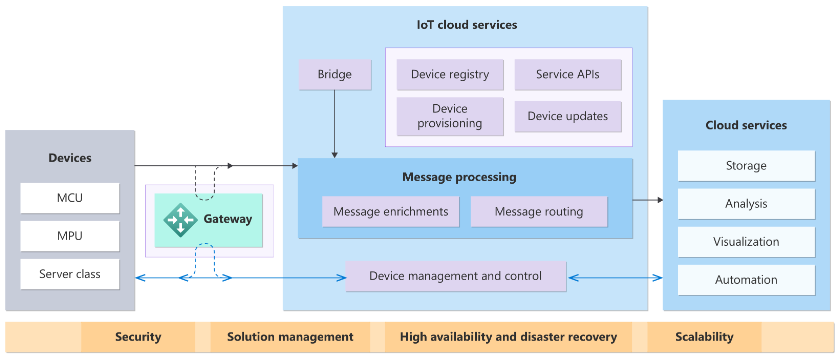 IoT cloud services
Bridge
Device registry
Service APIs
Device
provisioning
Device updates
Devices
MCU
MPU
Server class
Gateway
Message processing
Message enrichments
Message routing
Device management and control
Cloud services
Storage
Analysis
Visualization
Automation
Security
Solution management
High availability and disaster recovery
Scalability